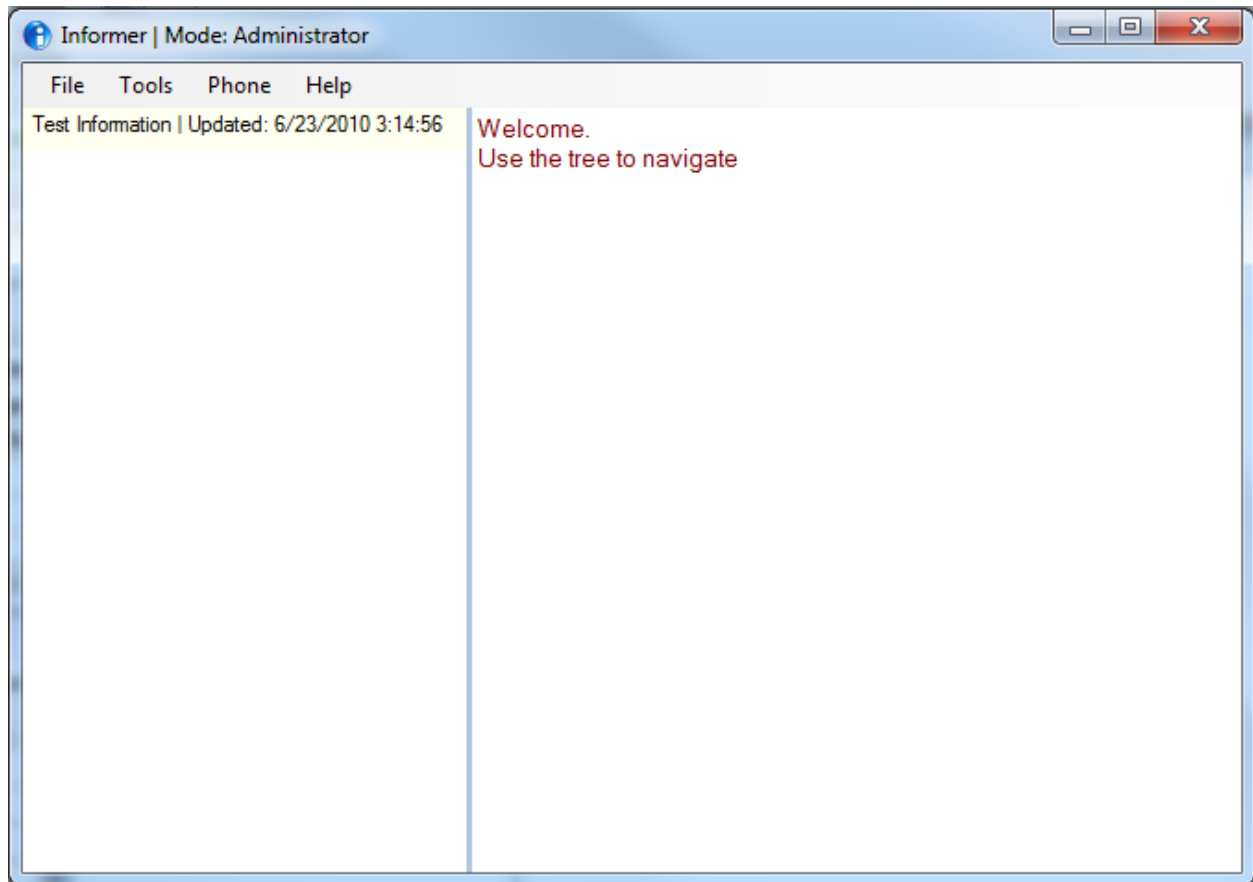 Informer | Mode: Administrator
File Tools Phone Help
Test Information | Updated: 6/23/2010 3:14:56
Welcome.
Use the tree to navigate